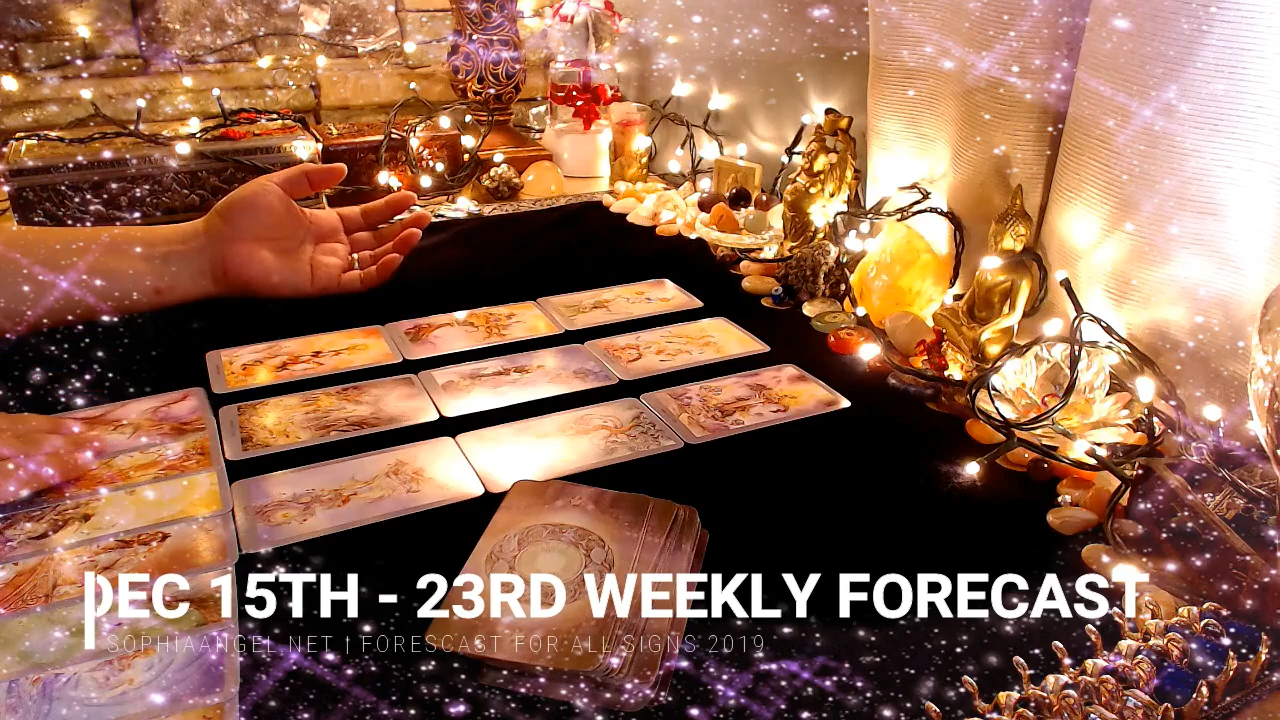 DEC 15TH - 23RD WEEKLY FORECAST
SOPHIAANGEL.NET | FORESCAST FOR ALL SIGNS 2019